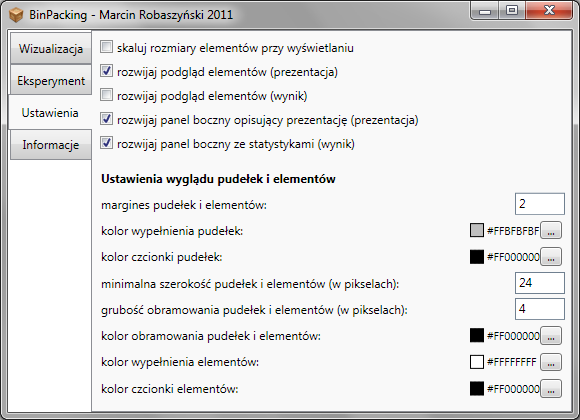 BinPacking - Marcin Robaszyński 2011
Wizualizacja
Eksperyment
Ustawienia
Informacje
skaluj rozmiary elementów przy wyświetlaniu
rozwijaj podgląd elementów (prezentacja)
rozwijaj podgląd elementów (wynik)
rozwijaj panel boczny opisujący prezentację (prezentacja)
rozwijaj panel boczny ze statystykami (wynik)
Ustawienia wyglądu pudełek i elementów
margines pudełek i elementów: 2
kolor wypełnienia pudełek: #FFBFBFBF ...
kolor czcionki pudełek: #FF000000 ...
minimalna szerokość pudełek i elementów (w pikselach): 24
grubość obramowania pudełek i elementów (w pikselach): 4
kolor obramowania pudełek i elementów: #FF000000 ...
kolor wypełnienia elementów: #FFFFFFFF ...
kolor czcionki elementów: #FF000000 ...